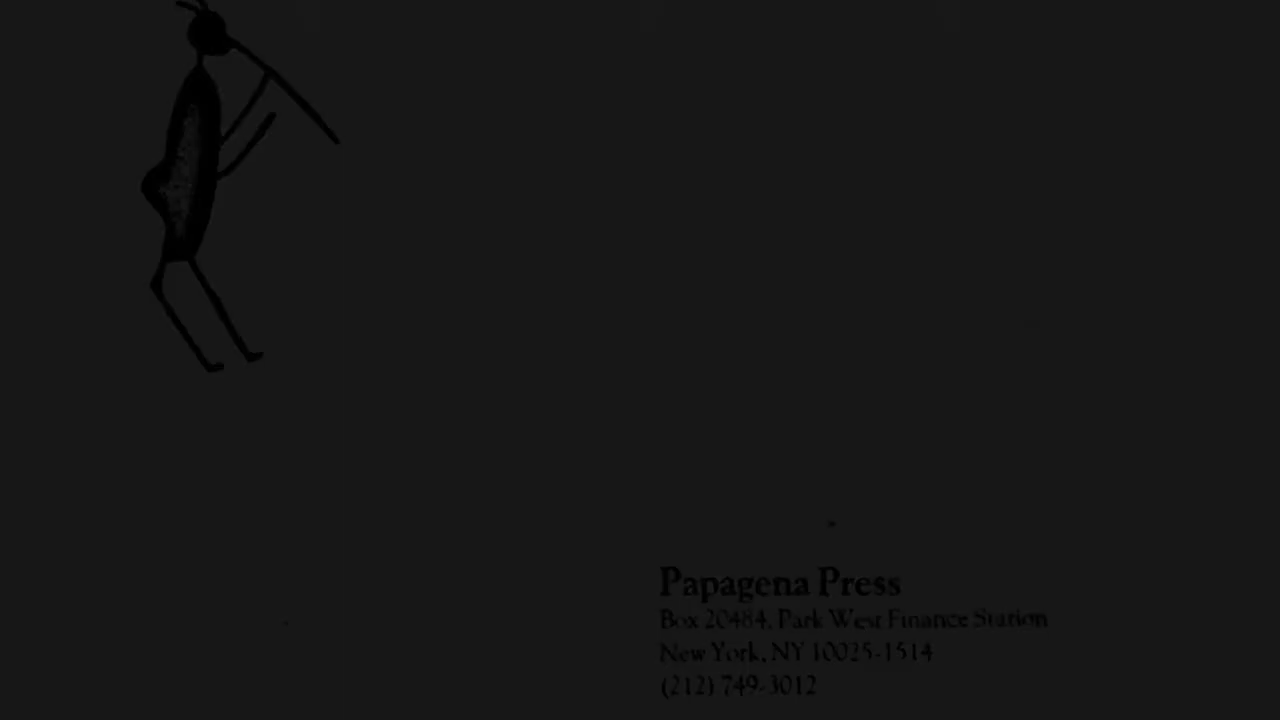 Papagena Press
Box 20484, Park West Finance Station
New York, NY 10025-1514
(212) 749-3012